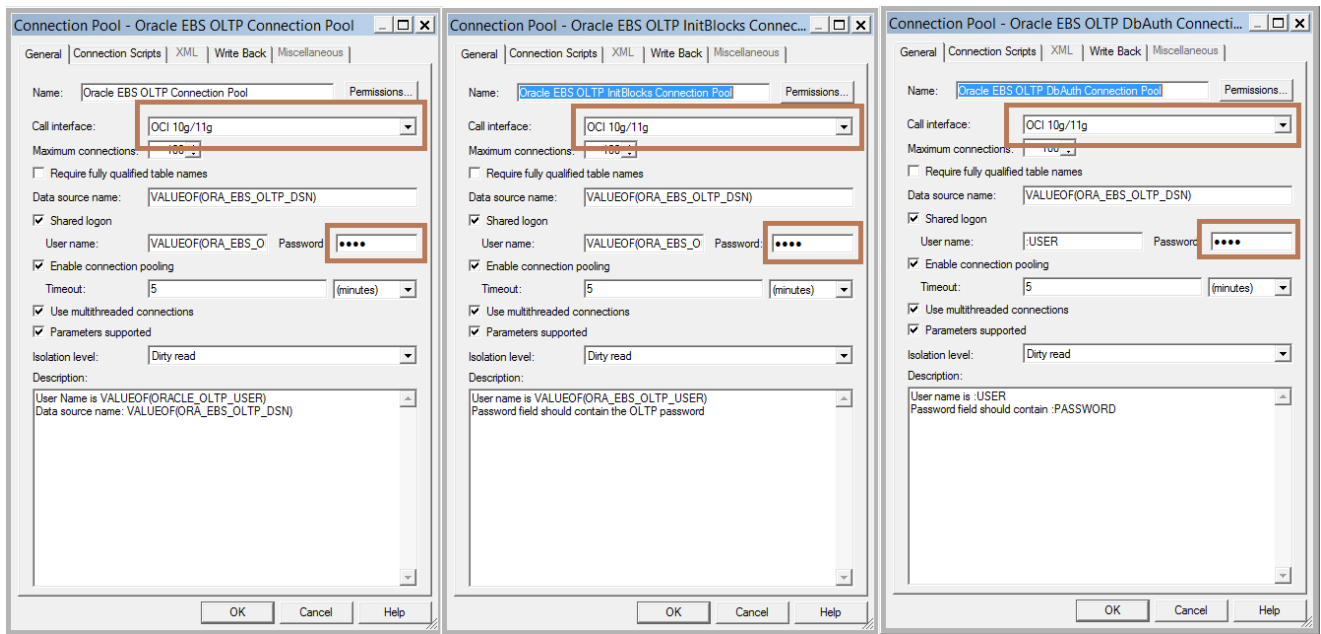 Connection Pool - Oracle EBS OLTP Connection Pool
General Connection Scripts XML Write Back Miscellaneous
Name: Oracle EBS OLTP Connection Pool Permissions...
Call interface: OCI 10g/11g
Maximum connections: 100
Require fully qualified table names
Data source name: VALUEOF(ORA_EBS_OLTP_DSN)
Shared logon
User name: VALUEOF(ORA_EBS_O Password ••••
Enable connection pooling
Timeout: 5 (minutes)
Use multithreaded connections
Parameters supported
Isolation level: Dirty read
Description:
User Name is VALUEOF(ORACLE_OLTP_USER)
Data source name: VALUEOF(ORA_EBS_OLTP_DSN)
OK Cancel Help
Connection Pool - Oracle EBS OLTP InitBlocks Connec...
General Connection Scripts XML Write Back Miscellaneous
Name: Oracle EBS OLTP InitBlocks Connection Pool Permissions...
Call interface: OCI 10g/11g
Maximum connections: 100
Require fully qualified table names
Data source name: VALUEOF(ORA_EBS_OLTP_DSN)
Shared logon
User name: VALUEOF(ORA_EBS_O Password: ••••
Enable connection pooling
Timeout: 5 (minutes)
Use multithreaded connections
Parameters supported
Isolation level: Dirty read
Description:
User name is VALUEOF(ORA_EBS_OLTP_USER)
Password field should contain the OLTP password
OK Cancel Help
Connection Pool - Oracle EBS OLTP DbAuth Connecti...
General Connection Scripts XML Write Back Miscellaneous
Name: Oracle EBS OLTP DbAuth Connection Pool Permissions...
Call interface: OCI 10g/11g
Maximum connections: 100
Require fully qualified table names
Data source name: VALUEOF(ORA_EBS_OLTP_DSN)
Shared logon
User name: :USER Password ••••
Enable connection pooling
Timeout: 5 (minutes)
Use multithreaded connections
Parameters supported
Isolation level: Dirty read
Description:
User name is :USER
Password field should contain :PASSWORD
OK Cancel Help